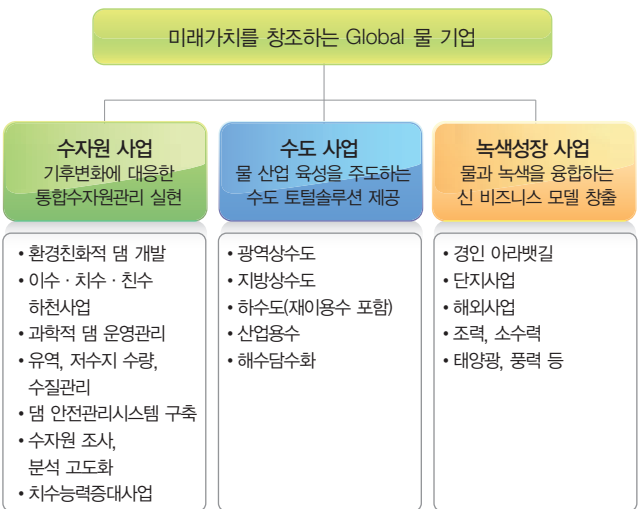 미래가치를 창조하는 Global 물 기업
수자원 사업
기후변화에 대응한
통합수자원관리 실현
• 환경친화적 댐 개발
• 이수 · 치수 · 친수
하천사업
• 과학적 댐 운영관리
• 유역, 저수지 수량,
수질관리
• 댐 안전관리시스템 구축
• 수자원 조사,
분석 고도화
• 치수능력증대사업
수도 사업
물 산업 육성을 주도하는
수도 토털솔루션 제공
• 광역상수도
• 지방상수도
• 하수도(재이용수 포함)
• 산업용수
• 해수담수화
녹색성장 사업
물과 녹색을 융합하는
신 비즈니스 모델 창출
• 경인 아라뱃길
• 단지사업
• 해외사업
• 조력, 소수력
• 태양광, 풍력 등